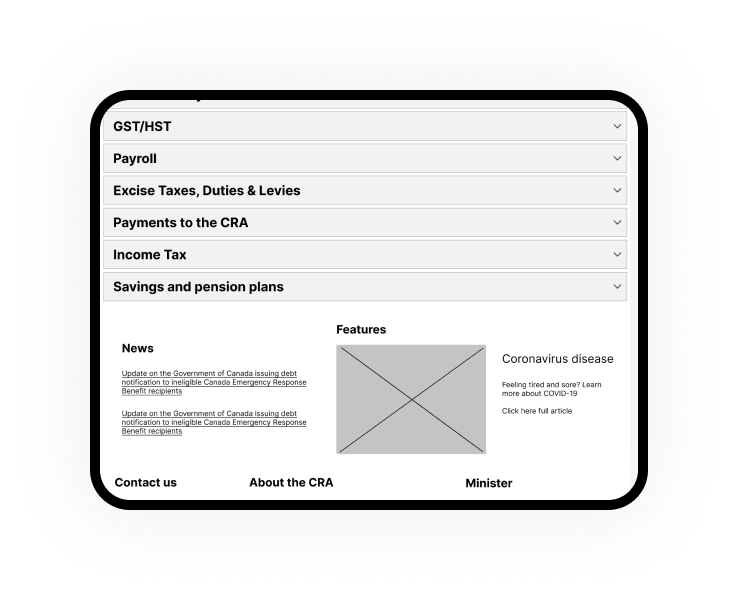 GST/HST
Payroll
Excise Taxes, Duties & Levies
Payments to the CRA
Income Tax
Savings and pension plans
News
Update on the Government of Canada issuing debt
notification to ineligible Canada Emergency Response
Benefit recipients
Update on the Government of Canada issuing debt
notification to ineligible Canada Emergency Response
Benefit recipients
Features
Coronavirus disease
Feeling tired and sore? Learn
more about COVID-19
Click here full article
Contact us
About the CRA
Minister